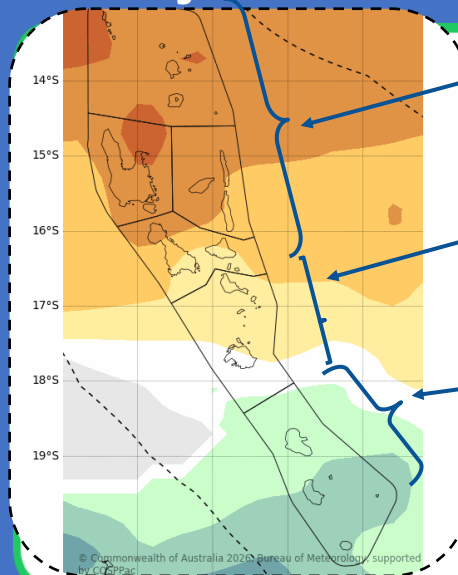 14°S
15°S
16°S
17°S
18°S
19°S
© Commonwealth of Australia 2026, Bureau of Meteorology, supported
by COSPPac